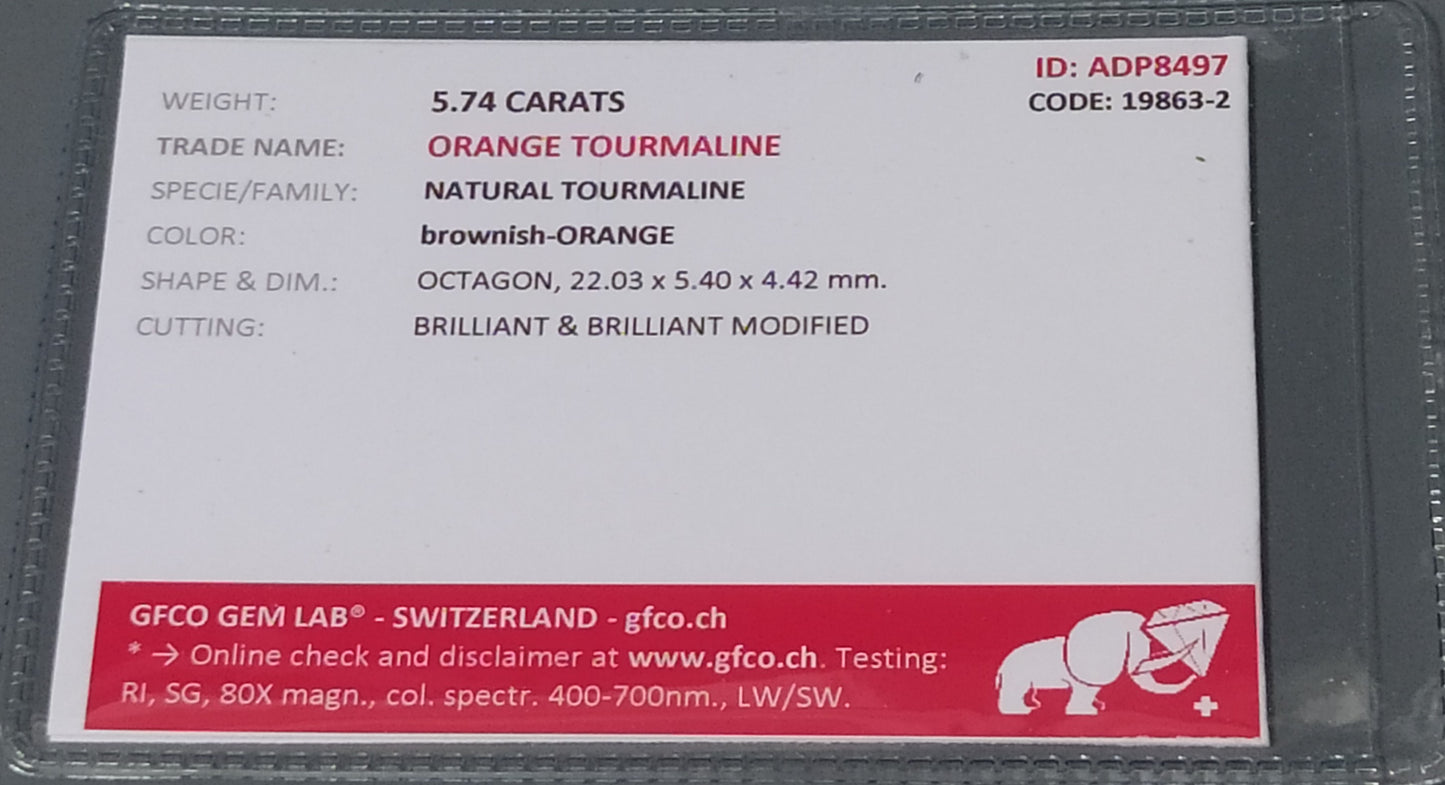 ID: ADP8497
CODE: 19863-2
WEIGHT: 5.74 CARATS
TRADE NAME: ORANGE TOURMALINE
SPECIE/FAMILY: NATURAL TOURMALINE
COLOR: brownish-ORANGE
SHAPE & DIM.: OCTAGON, 22.03 x 5.40 x 4.42 mm.
CUTTING: BRILLIANT & BRILLIANT MODIFIED
GFCO GEM LAB® - SWITZERLAND - gfco.ch
* → Online check and disclaimer at www.gfco.ch. Testing:
RI, SG, 80X magn., col. spectr. 400-700nm., LW/SW.